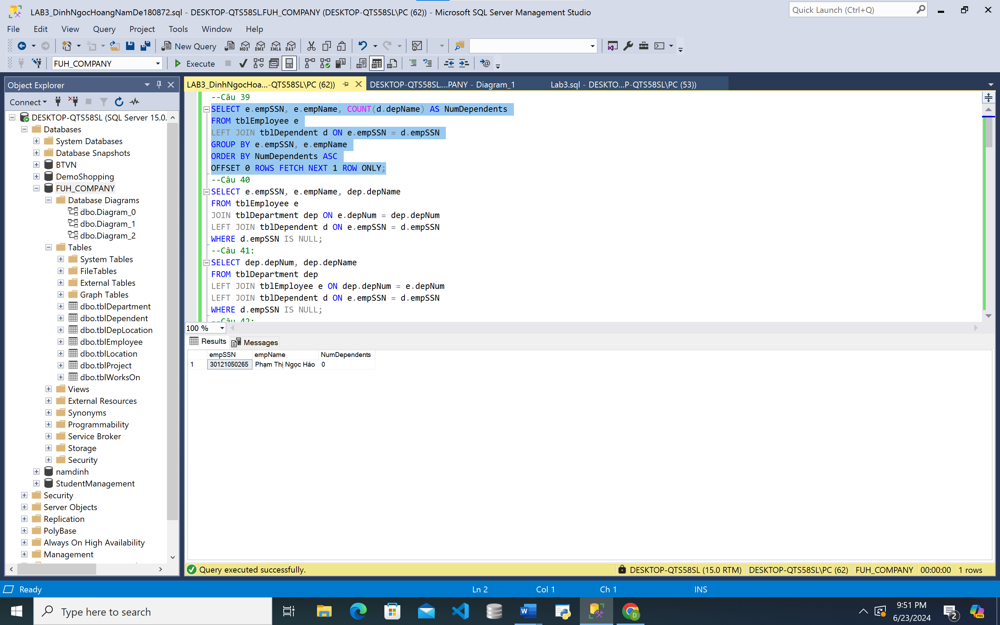 LAB3_DinhNgocHoangNamDe180872.sql - DESKTOP-QTS58SL.FUH_COMPANY (DESKTOP-QTS58SL\PC (62)) - Microsoft SQL Server Management Studio
Quick Launch (Ctrl+Q)
File Edit View Query Project Tools Window Help
New Query MDX DMX XMLA DAX
FUH_COMPANY Execute
Object Explorer
LAB3_DinhNgocHoa...-QTS58SL\PC (62)) DESKTOP-QTS58SL....PANY - Diagram_1 Lab3.sql - DESKTO...P-QTS58SL\PC (53))
Connect
DESKTOP-QTS58SL (SQL Server 15.0.
Databases
System Databases
Database Snapshots
BTVN
DemoShopping
FUH_COMPANY
Database Diagrams
dbo.Diagram_0
dbo.Diagram_1
dbo.Diagram_2
Tables
System Tables
FileTables
External Tables
Graph Tables
dbo.tblDepartment
dbo.tblDependent
dbo.tblDepLocation
dbo.tblEmployee
dbo.tblLocation
dbo.tblProject
dbo.tblWorksOn
Views
External Resources
Synonyms
Programmability
Service Broker
Storage
Security
namdinh
StudentManagement
Security
Server Objects
Replication
PolyBase
Always On High Availability
Management
--Câu 39
SELECT e.empSSN, e.empName, COUNT(d.depName) AS NumDependents
FROM tblEmployee e
LEFT JOIN tblDependent d ON e.empSSN = d.empSSN
GROUP BY e.empSSN, e.empName
ORDER BY NumDependents ASC
OFFSET 0 ROWS FETCH NEXT 1 ROW ONLY;
--Câu 40
SELECT e.empSSN, e.empName, dep.depName
FROM tblEmployee e
JOIN tblDepartment dep ON e.depNum = dep.depNum
LEFT JOIN tblDependent d ON e.empSSN = d.empSSN
WHERE d.empSSN IS NULL;
--Câu 41:
SELECT dep.depNum, dep.depName
FROM tblDepartment dep
LEFT JOIN tblEmployee e ON dep.depNum = e.depNum
LEFT JOIN tblDependent d ON e.empSSN = d.empSSN
WHERE d.empSSN IS NULL;
--Câu 42:
100 %
Results Messages
empSSN empName NumDependents
1 30121050265 Phạm Thị Ngọc Hảo 0
Query executed successfully. DESKTOP-QTS58SL (15.0 RTM) DESKTOP-QTS58SL\PC (62) FUH_COMPANY 00:00:00 1 rows
Ready Ln 2 Col 1 Ch 1 INS
Type here to search
9:51 PM
6/23/2024
2
PRE